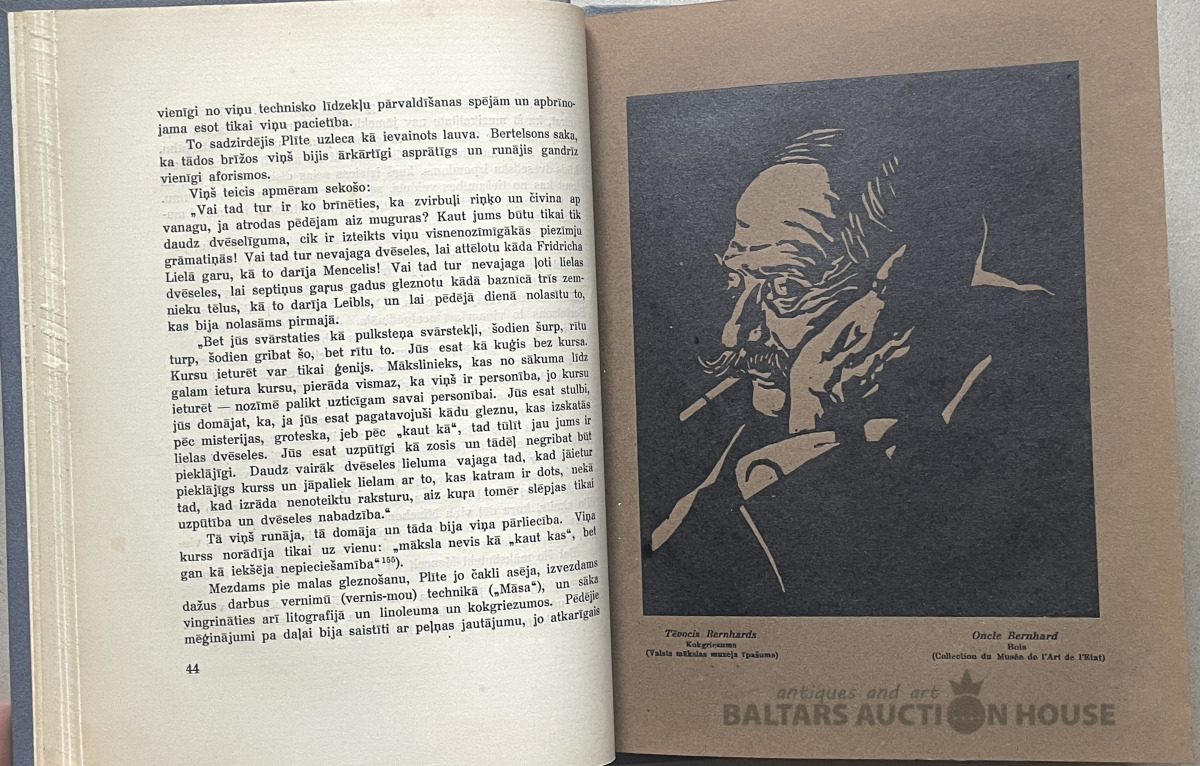 vienīgi no viņu technisko līdzekļu pārvaldīšanas spējām un apbrīno-
jama esot tikai viņu pacietība.
To sadzirdējis Plīte uzleca kā ievainots lauva. Bertelsons saka,
ka tādos brīžos viņš bijis ārkārtīgi asprātīgs un runājis gandrīz
vienīgi aforismos.
Viņš teicis apmēram sekošo:
„Vai tad tur ir ko brīnēties, ka zvirbuļi riņķo un čivina ap
vanagu, ja atrodas pēdējam aiz muguras? Kaut jums būtu tikai tik
daudz dvēselīguma, cik ir izteikts viņu visnenozīmīgākās piezīmju
grāmatiņās! Vai tad tur nevajaga dvēseles, lai attēlotu kāda Fridricha
Lielā garu, kā to darīja Mencelis! Vai tad tur nevajaga ļoti lielas
dvēseles, lai septiņus gaŗus gadus gleznotu kādā baznīcā trīs zem-
nieku tēlus, kā to darīja Leibls, un lai pēdējā dienā nolasītu to,
kas bija nolasāms pirmajā.
„Bet jūs svārstaties kā pulksteņa svārstekļi, šodien šurp, rītu
turp, šodien gribat šo, bet rītu to. Jūs esat kā kuģis bez kursa.
Kursu ieturēt var tikai ģenijs. Mākslinieks, kas no sākuma līdz
galam ietura kursu, pierāda vismaz, ka viņš ir personība, jo kursu
ieturēt — nozīmē palikt uzticīgam savai personībai. Jūs esat stulbi,
jūs domājat, ka, ja jūs esat pagatavojuši kādu gleznu, kas izskatās
pēc misterijas, groteska, jeb pēc „kaut kā“, tad tūlīt jau jums ir
lielas dvēseles. Jūs esat uzpūtīgi kā zosis un tādēļ negribat būt
pieklājīgi. Daudz vairāk dvēseles lieluma vajaga tad, kad jāietur
pieklājīgs kurss un jāpaliek lielam ar to, kas katram ir dots, nekā
tad, kad izrāda nenoteiktu raksturu, aiz kuŗa tomēr slēpjas tikai
uzpūtība un dvēseles nabadzība.“
Tā viņš runāja, tā domāja un tāda bija viņa pārliecība. Viņa
kurss norādīja tikai uz vienu: „māksla nevis kā „kaut kas“, bet
gan kā iekšēja nepieciešamība“ 155).
Mezdams pie malas gleznošanu, Plīte jo čakli asēja, izvezdams
dažus darbus vernimū (vernis-mou) technikā („Māsa“), un sāka
vingrināties arī litografijā un linoleuma un kokgriezumos. Pēdējie
mēģinājumi pa daļai bija saistīti ar peļņas jautājumu, jo atkarīgais
44
Tēvocis Bernhards
Kokgriezums
(Valsts mākslas muzeja īpašums)
Oncle Bernhard
Bois
(Collection du Musée de l'Art de l'Etat)
antiques and art
BALTARS AUCTION HOUSE